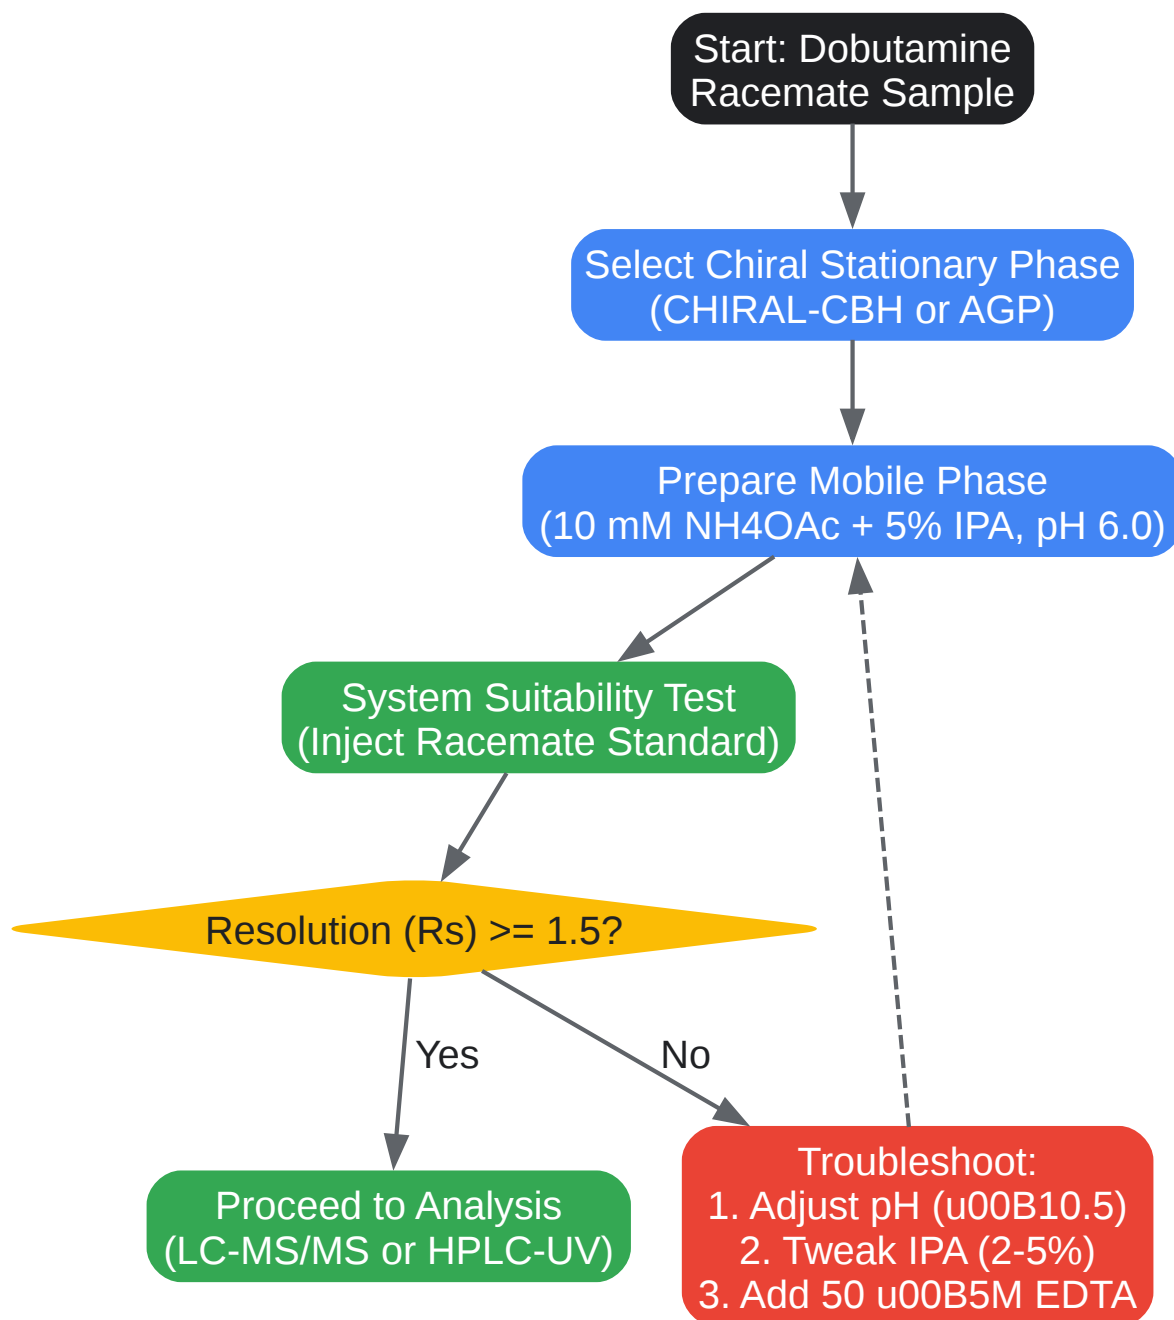 Start: Dobutamine
Racemate Sample
Select Chiral Stationary Phase
(CHIRAL-CBH or AGP)
Prepare Mobile Phase
(10 mM NH4OAc + 5% IPA, pH 6.0)
System Suitability Test
(Inject Racemate Standard)
Resolution (Rs) >= 1.5?
Yes
No
Proceed to Analysis
(LC-MS/MS or HPLC-UV)
Troubleshoot:
1. Adjust pH (u00B10.5)
2. Tweak IPA (2-5%)
3. Add 50 u00B5M EDTA